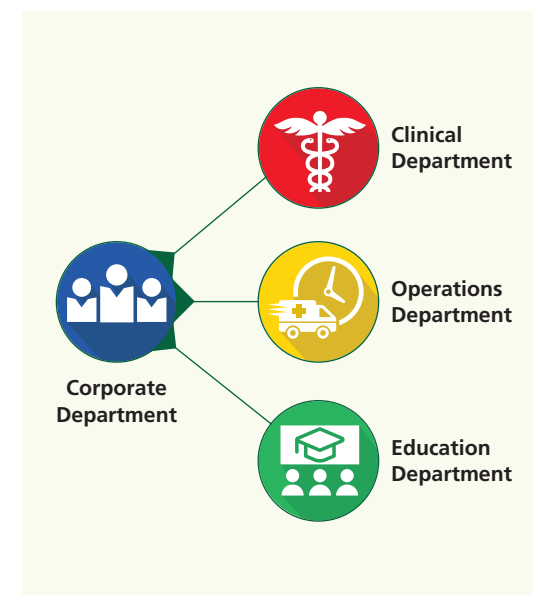 Clinical
Department
Operations
Department
Corporate
Department
Education
Department